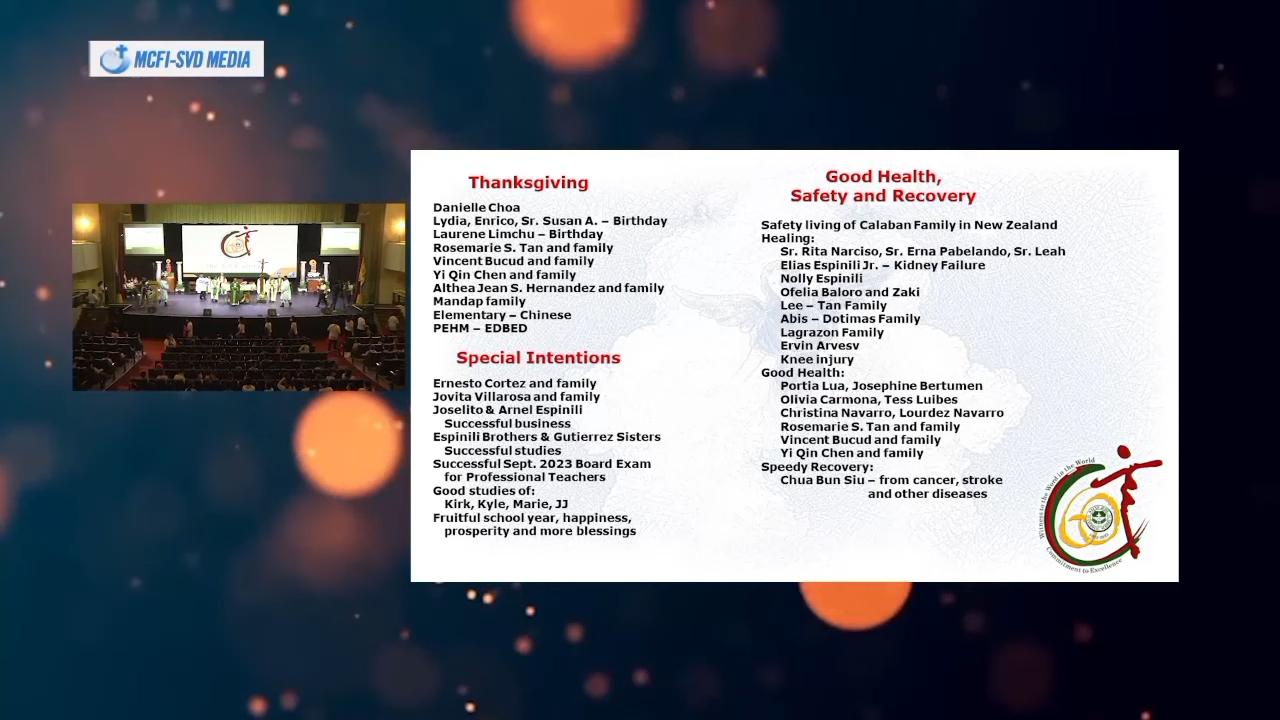 MCFI-SVD MEDIA
Thanksgiving
Danielle Choa
Lydia, Enrico, Sr. Susan A. – Birthday
Laurene Limchu – Birthday
Rosemarie S. Tan and family
Vincent Bucud and family
Yi Qin Chen and family
Althea Jean S. Hernandez and family
Mandap family
Elementary – Chinese
PEHM – EDBED
Special Intentions
Ernesto Cortez and family
Jovita Villarosa and family
Joselito & Arnel Espinili
Successful business
Espinili Brothers & Gutierrez Sisters
Successful studies
Successful Sept. 2023 Board Exam
for Professional Teachers
Good studies of:
Kirk, Kyle, Marie, JJ
Fruitful school year, happiness,
prosperity and more blessings
Good Health,
Safety and Recovery
Safety living of Calaban Family in New Zealand
Healing:
Sr. Rita Narciso, Sr. Erna Pabelando, Sr. Leah
Elias Espinili Jr. – Kidney Failure
Nolly Espinili
Ofelia Baloro and Zaki
Lee – Tan Family
Abis – Dotimas Family
Lagrazon Family
Ervin Arvesv
Knee injury
Good Health:
Portia Lua, Josephine Bertumen
Olivia Carmona, Tess Luibes
Christina Navarro, Lourdez Navarro
Rosemarie S. Tan and family
Vincent Bucud and family
Yi Qin Chen and family
Speedy Recovery:
Chua Bun Siu – from cancer, stroke
and other diseases
Witness to the Word in the World
Commitment to Excellence